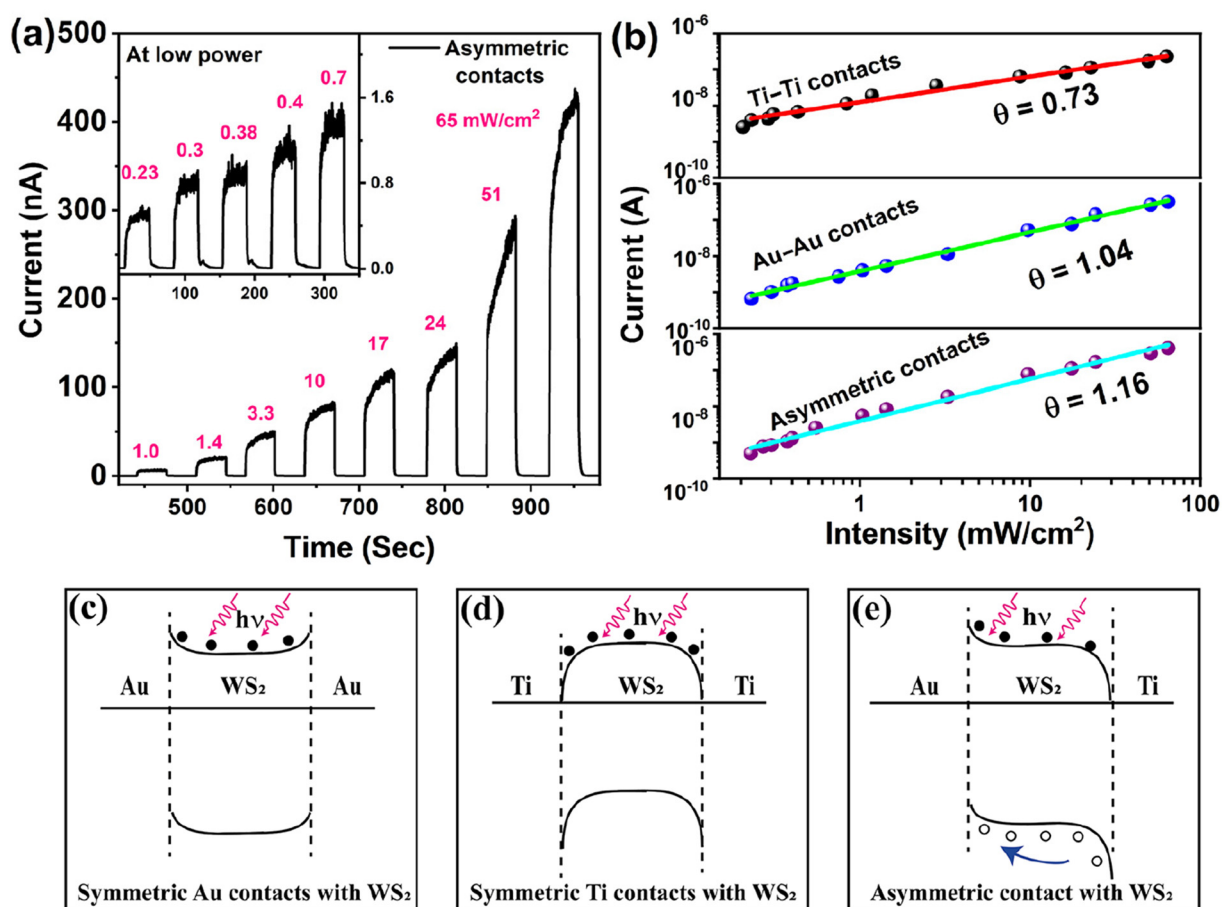 (a)
500
400
300
200
100
0
Current (nA)
At low power
0.23
0.3
0.38
0.4
0.7
1.6
0.8
0.0
100
200
300
Asymmetric
contacts
65 mW/cm²
51
24
17
10
3.3
1.4
1.0
500
600
700
800
900
Time (Sec)
(b)
10⁻⁶
10⁻⁸
10⁻¹⁰
Ti–Ti contacts
θ = 0.73
10⁻⁶
10⁻⁸
10⁻¹⁰
Au–Au contacts
θ = 1.04
10⁻⁶
10⁻⁸
10⁻¹⁰
Asymmetric contacts
θ = 1.16
Current (A)
0.2
1
10
100
Intensity (mW/cm²)
(c)
hν
Au
WS₂
Au
Symmetric Au contacts with WS₂
(d)
hν
Ti
WS₂
Ti
Symmetric Ti contacts with WS₂
(e)
hν
Au
WS₂
Ti
Asymmetric contact with WS₂